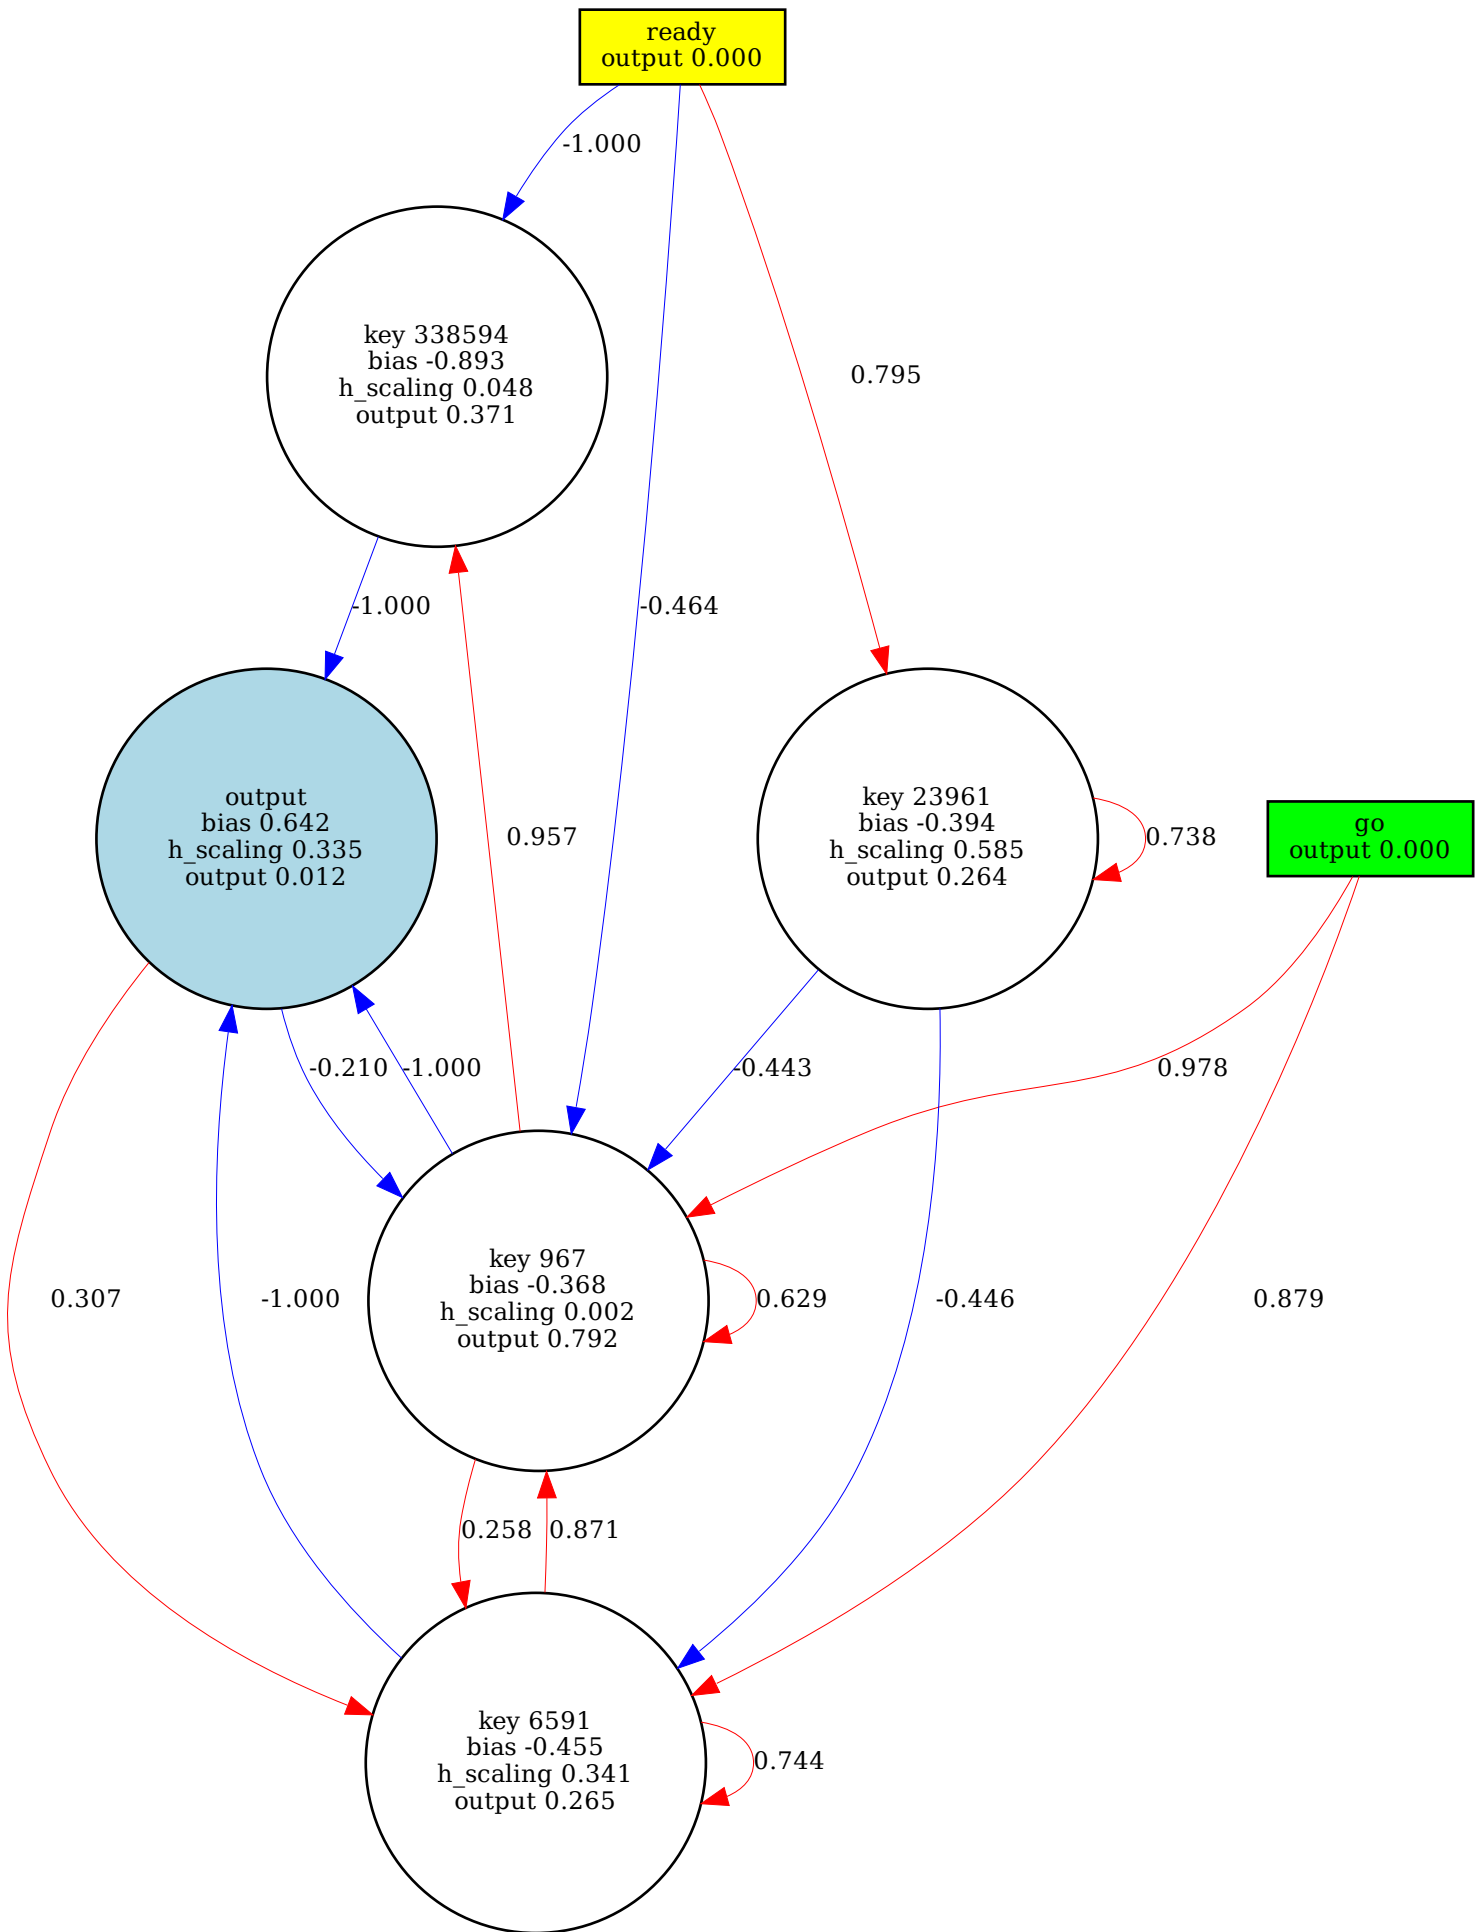 ready
output 0.000
-1.000
key 338594
bias -0.893
h_scaling 0.048
output 0.371
0.795
-1.000
-0.464
output
bias 0.642
h_scaling 0.335
output 0.012
0.957
key 23961
bias -0.394
h_scaling 0.585
output 0.264
0.738
go
output 0.000
-0.210
-1.000
-0.443
0.978
0.307
-1.000
key 967
bias -0.368
h_scaling 0.002
output 0.792
0.629
-0.446
0.879
0.258
0.871
key 6591
bias -0.455
h_scaling 0.341
output 0.265
0.744